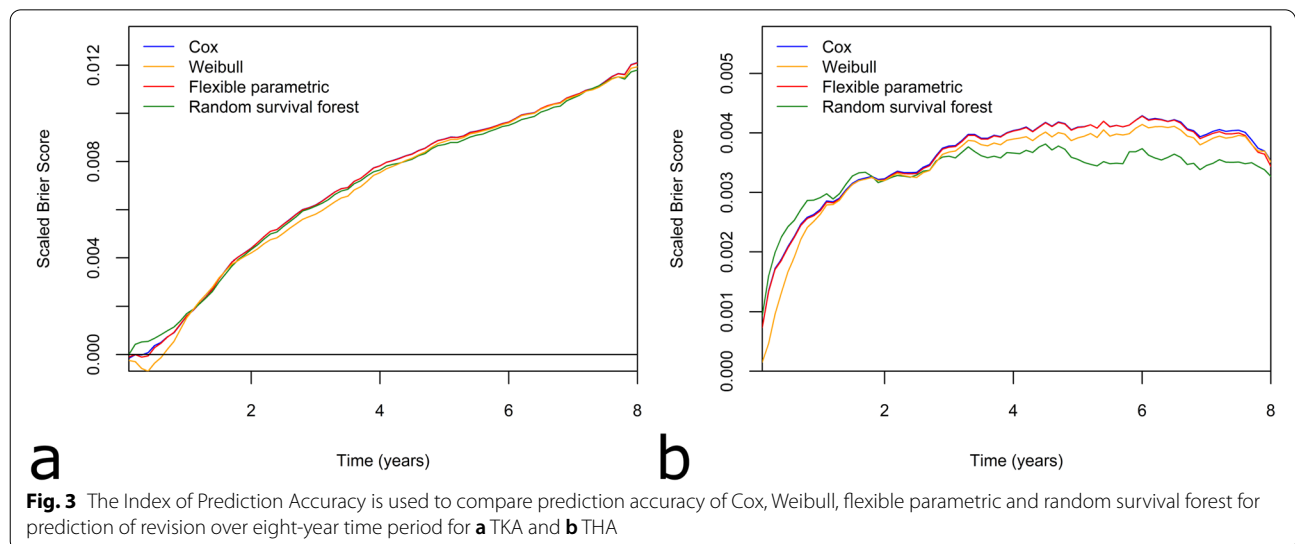 Cox
Weibull
Flexible parametric
Random survival forest
Scaled Brier Score
0.012
0.008
0.004
0.000
2
4
6
8
Time (years)
a
Cox
Weibull
Flexible parametric
Random survival forest
Scaled Brier Score
0.005
0.004
0.003
0.002
0.001
0.000
2
4
6
8
Time (years)
b
Fig. 3 The Index of Prediction Accuracy is used to compare prediction accuracy of Cox, Weibull, flexible parametric and random survival forest for
prediction of revision over eight-year time period for a TKA and b THA